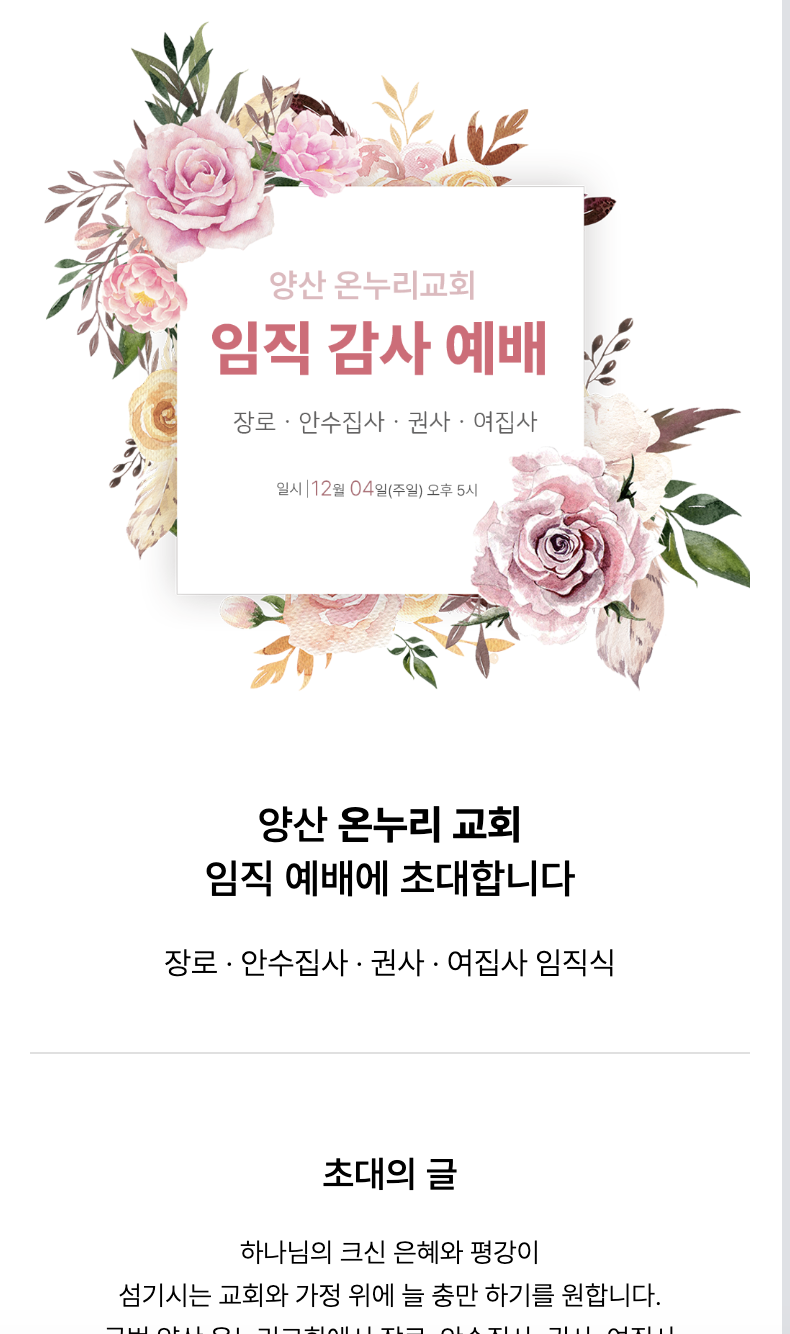 양산 온누리교회
임직 감사 예배
장로 · 안수집사 · 권사 · 여집사
일시 | 12월 04일(주일) 오후 5시
양산 온누리 교회
임직 예배에 초대합니다
장로 · 안수집사 · 권사 · 여집사 임직식
초대의 글
하나님의 크신 은혜와 평강이
섬기시는 교회와 가정 위에 늘 충만 하기를 원합니다.